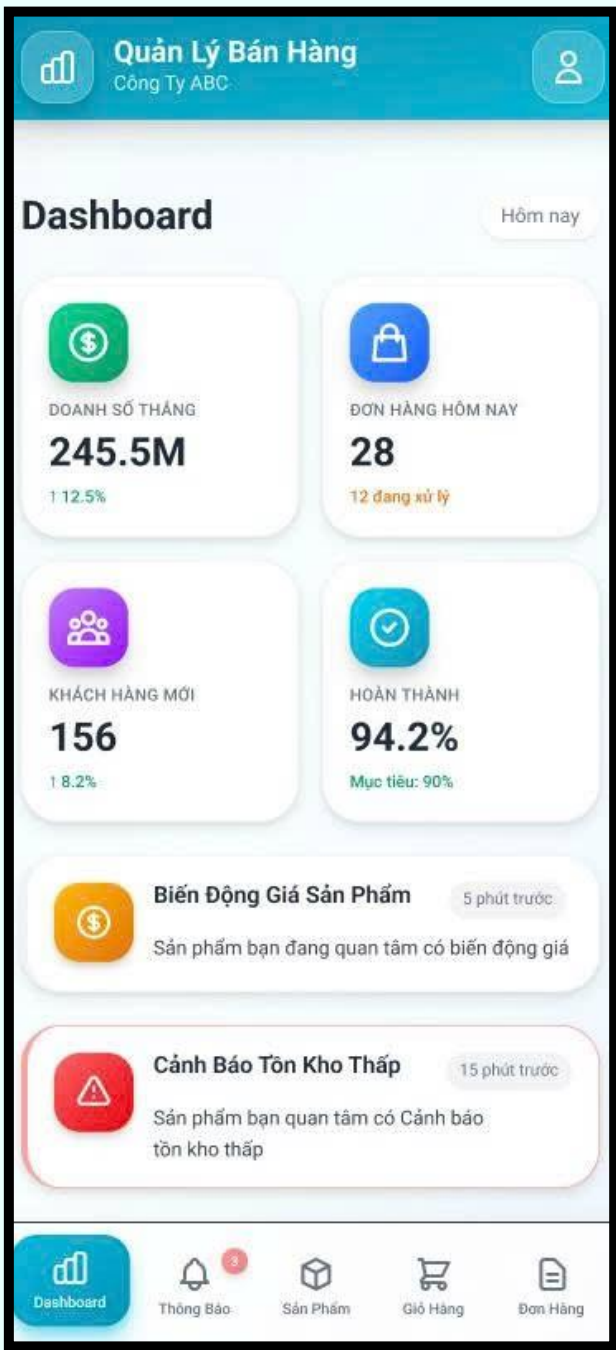 Quản Lý Bán Hàng
Công Ty ABC
Dashboard
Hôm nay
DOANH SỐ THÁNG
245.5M
↑ 12.5%
ĐƠN HÀNG HÔM NAY
28
12 đang xử lý
KHÁCH HÀNG MỚI
156
↑ 8.2%
HOÀN THÀNH
94.2%
Mục tiêu: 90%
Biến Động Giá Sản Phẩm
5 phút trước
Sản phẩm bạn đang quan tâm có biến động giá
Cảnh Báo Tồn Kho Thấp
15 phút trước
Sản phẩm bạn quan tâm có Cảnh báo
tồn kho thấp
Dashboard
Thông Báo
3
Sản Phẩm
Giỏ Hàng
Đơn Hàng